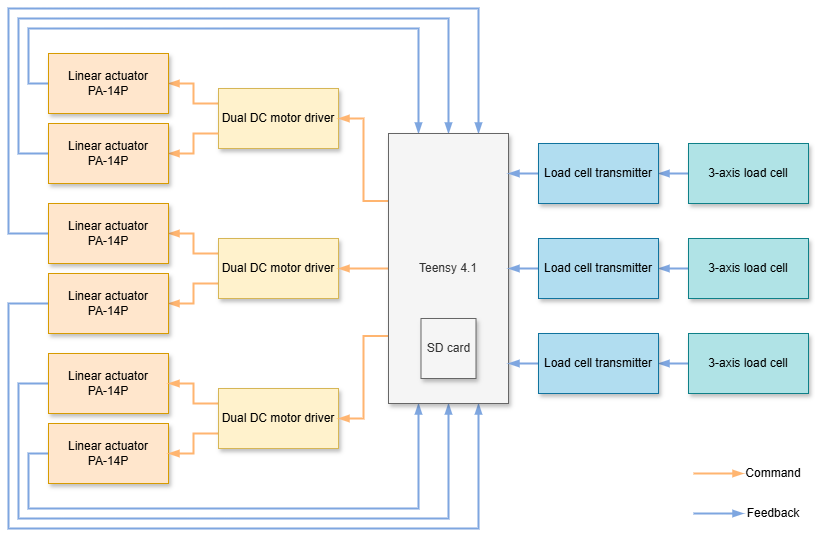 Linear actuator
PA-14P
Dual DC motor driver
Linear actuator
PA-14P
Linear actuator
PA-14P
Dual DC motor driver
Linear actuator
PA-14P
Linear actuator
PA-14P
Dual DC motor driver
Linear actuator
PA-14P
Teensy 4.1
SD card
Load cell transmitter
3-axis load cell
Load cell transmitter
3-axis load cell
Load cell transmitter
3-axis load cell
Command
Feedback